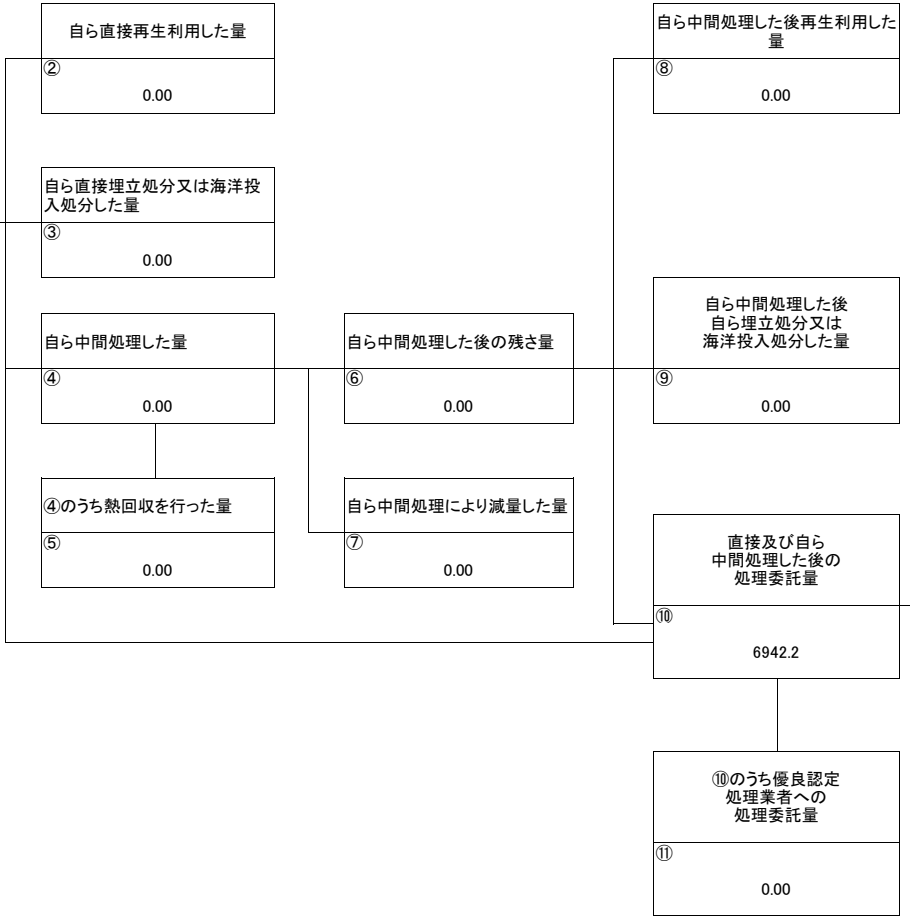 自ら直接再生利用した量
②
0.00
自ら直接埋立処分又は海洋投
入処分した量
③
0.00
自ら中間処理した量
④
0.00
④のうち熱回収を行った量
⑤
0.00
自ら中間処理した後の残さ量
⑥
0.00
自ら中間処理により減量した量
⑦
0.00
自ら中間処理した後再生利用した
量
⑧
0.00
自ら中間処理した後
自ら埋立処分又は
海洋投入処分した量
⑨
0.00
直接及び自ら
中間処理した後の
処理委託量
⑩
6942.2
⑩のうち優良認定
処理業者への
処理委託量
⑪
0.00